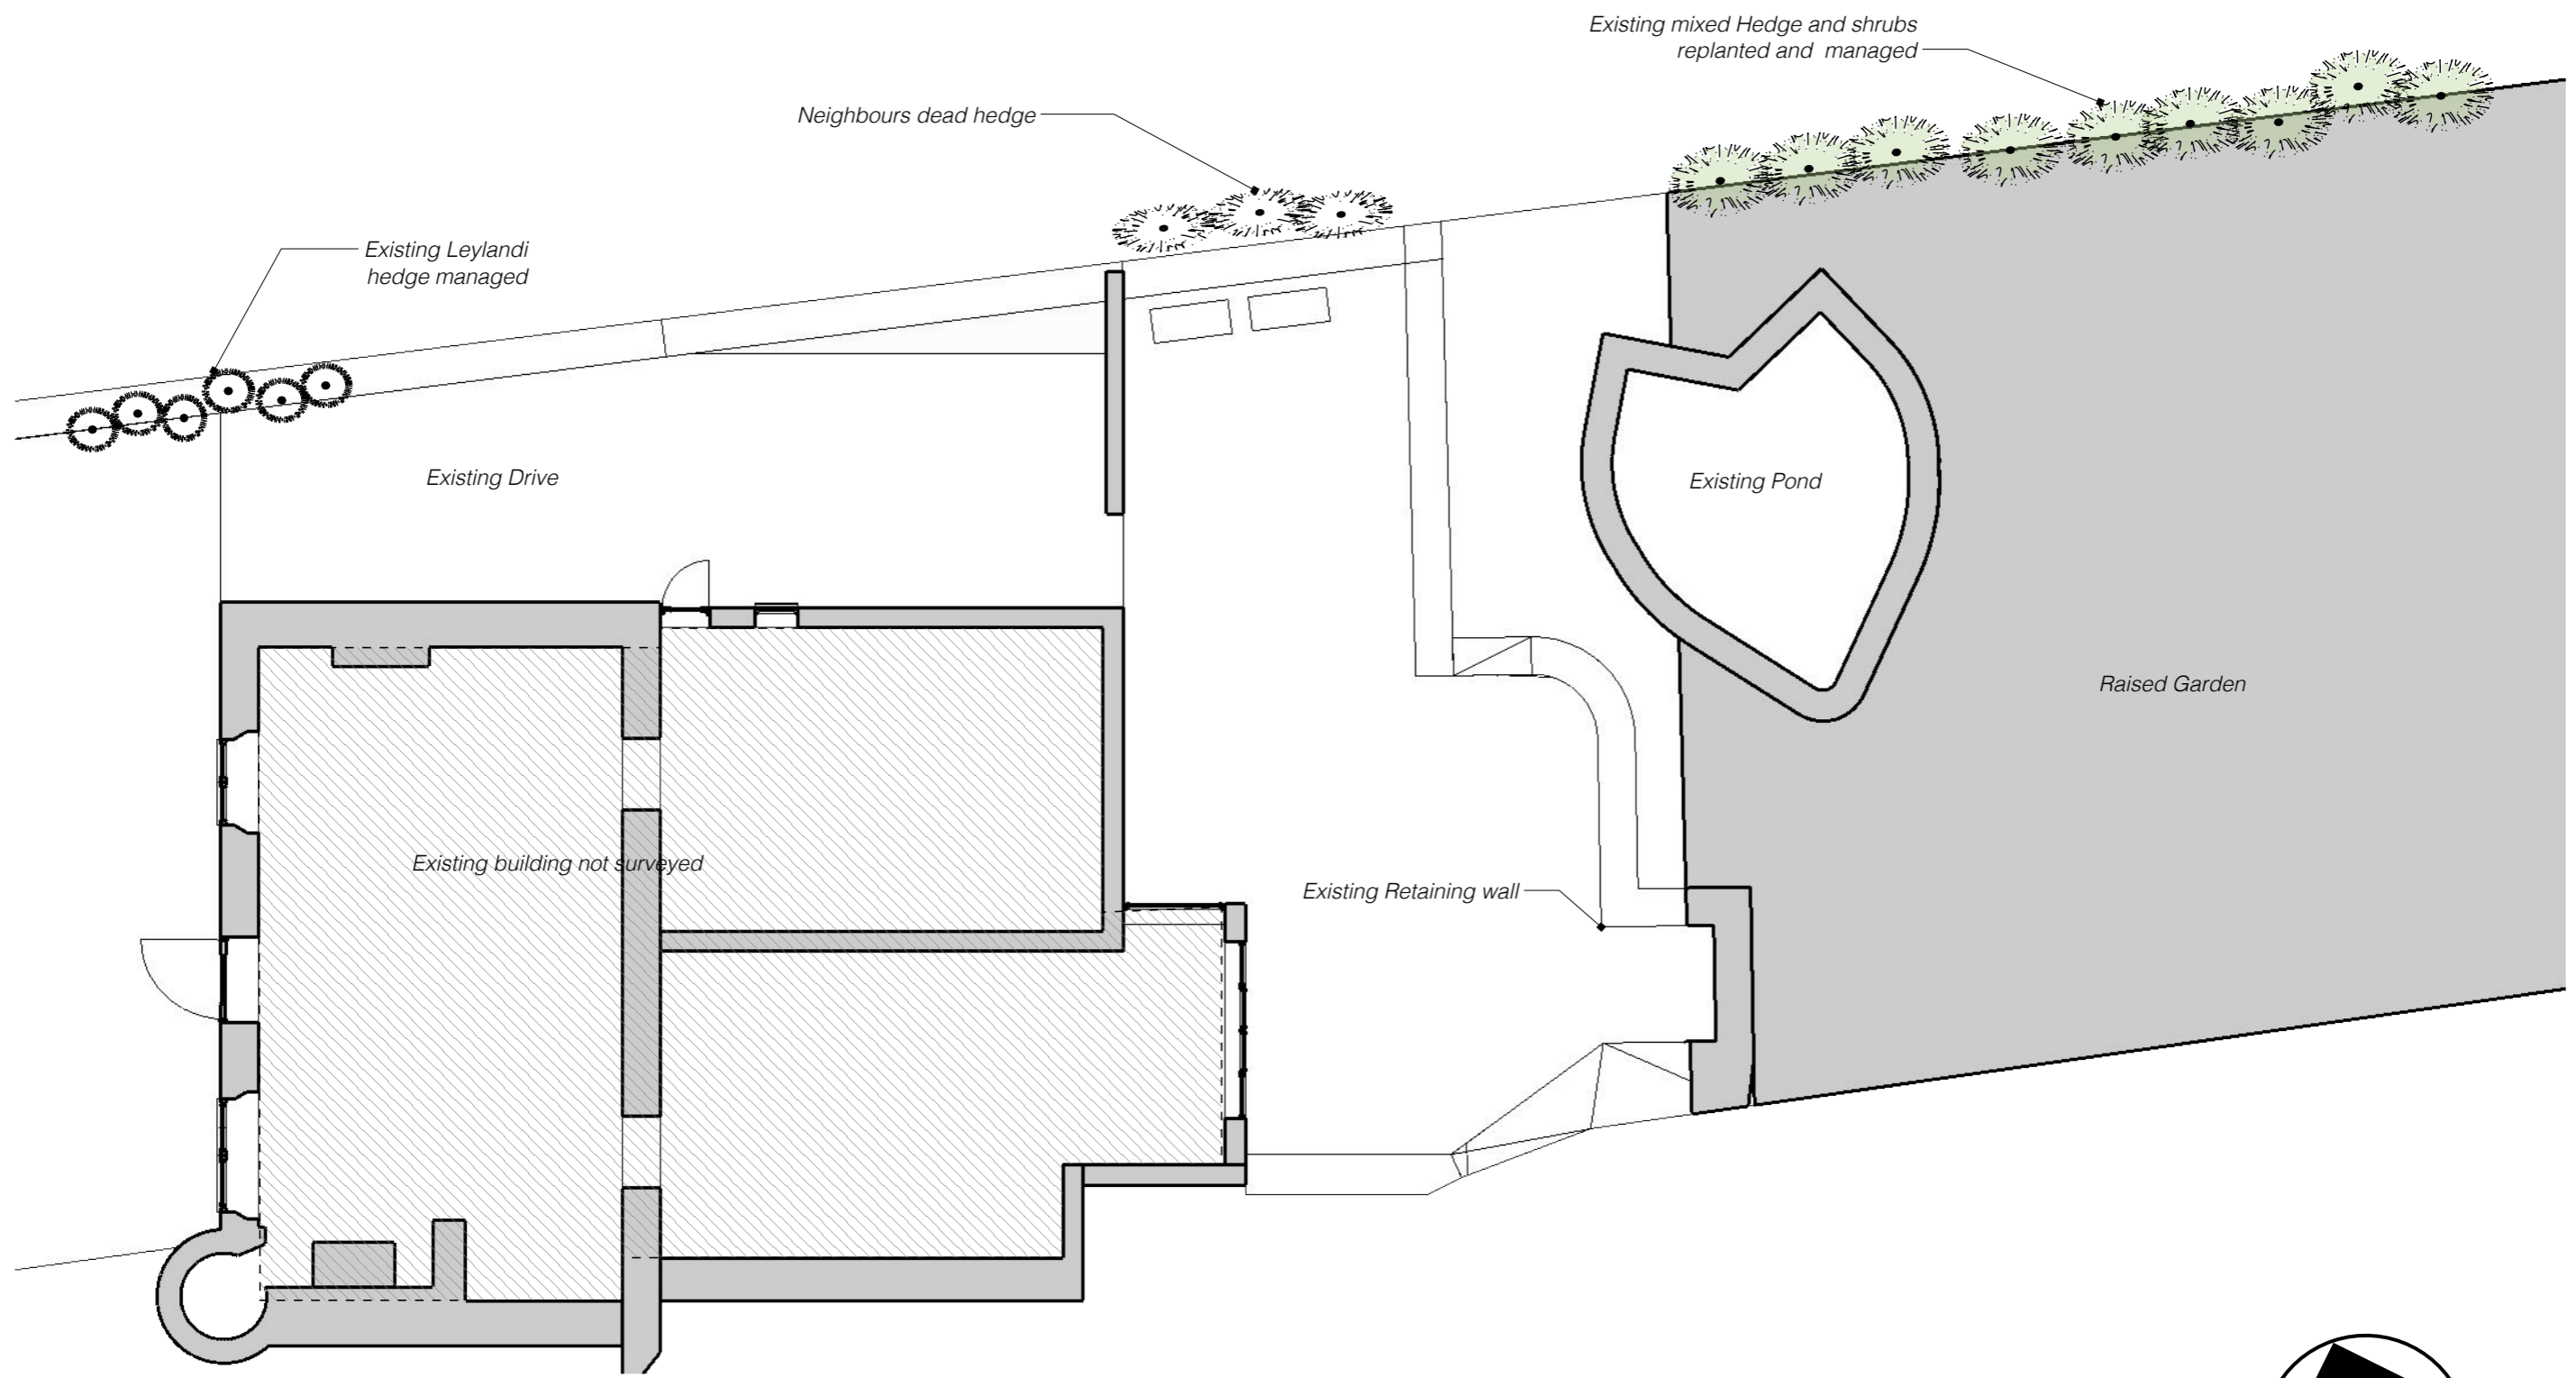 Existing mixed Hedge and shrubs
replanted and  managed
Neighbours dead hedge
Existing Leylandi
hedge managed
Existing Drive
Existing Pond
Raised Garden
Existing building not surveyed
Existing Retaining wall